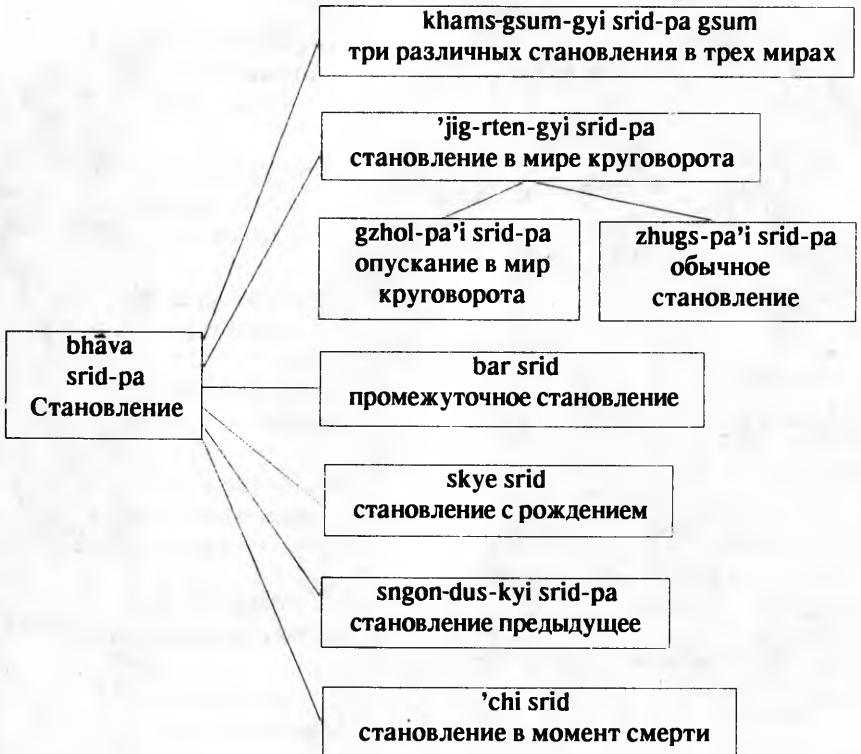 khams-gsum-gyi srid-pa gsum
три различных становления в трех мирах
’jig-rten-gyi srid-pa
становление в мире круговорота
gzhol-pa’i srid-pa
опускание в мир
круговорота
zhugs-pa’i srid-pa
обычное
становление
bhāva
srid-pa
Становление
bar srid
промежуточное становление
skye srid
становление с рождением
sngon-dus-kyi srid-pa
становление предыдущее
’chi srid
становление в момент смерти